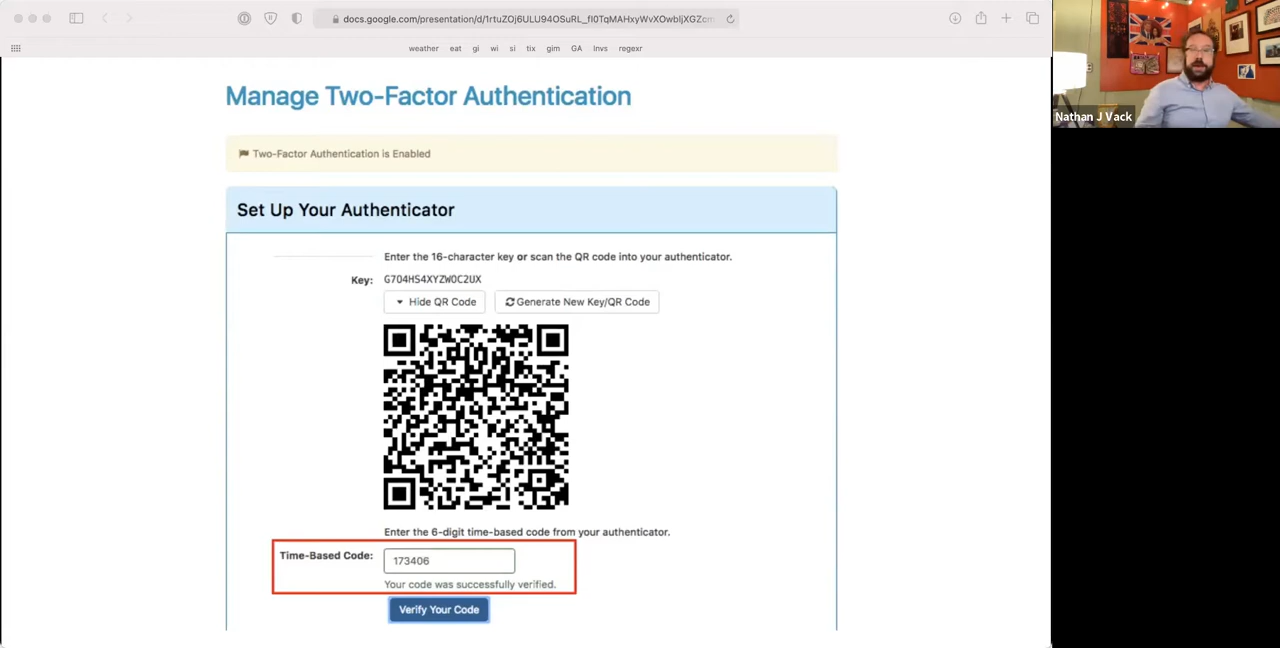 docs.google.com/presentation/d/1rtuZOj6ULU94OSuRL_
weather eat gi wi si tix gim GA Invs regexr
Manage Two-Factor Authentication
Two-Factor Authentication is Enabled
Set Up Your Authenticator
Enter the 16-character key or scan the QR code into your authenticator.
Key: G7O4HS4XYZWOC2UX
Hide QR Code Generate New Key/QR Code
Enter the 6-digit time-based code from your authenticator.
Time-Based Code: 173406
Your code was successfully verified.
Verify Your Code
Nathan J Vack